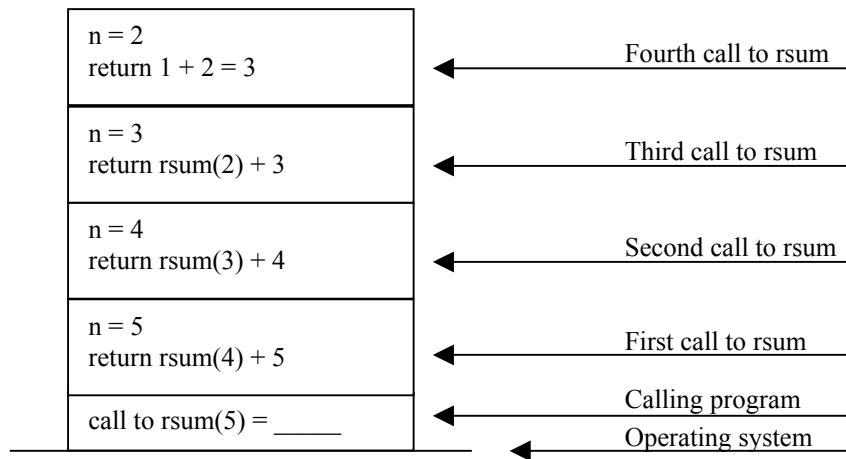 n = 2
return 1 + 2 = 3
Fourth call to rsum
n = 3
return rsum(2) + 3
Third call to rsum
n = 4
return rsum(3) + 4
Second call to rsum
n = 5
return rsum(4) + 5
First call to rsum
call to rsum(5) = _____
Calling program
Operating system